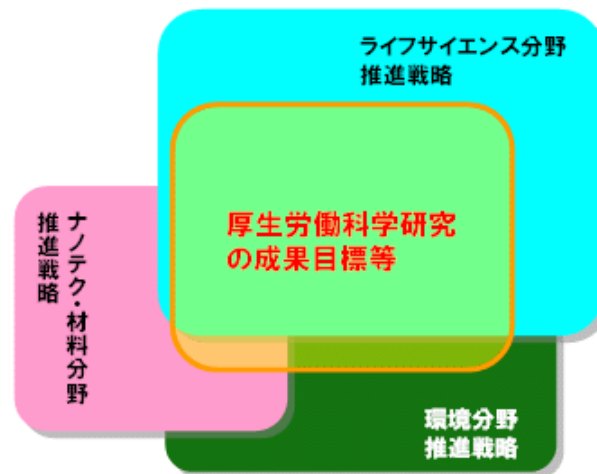 ライフサイエンス分野
推進戦略
厚生労働科学研究
の成果目標等
ナノテク・材料分野
推進戦略
環境分野
推進戦略